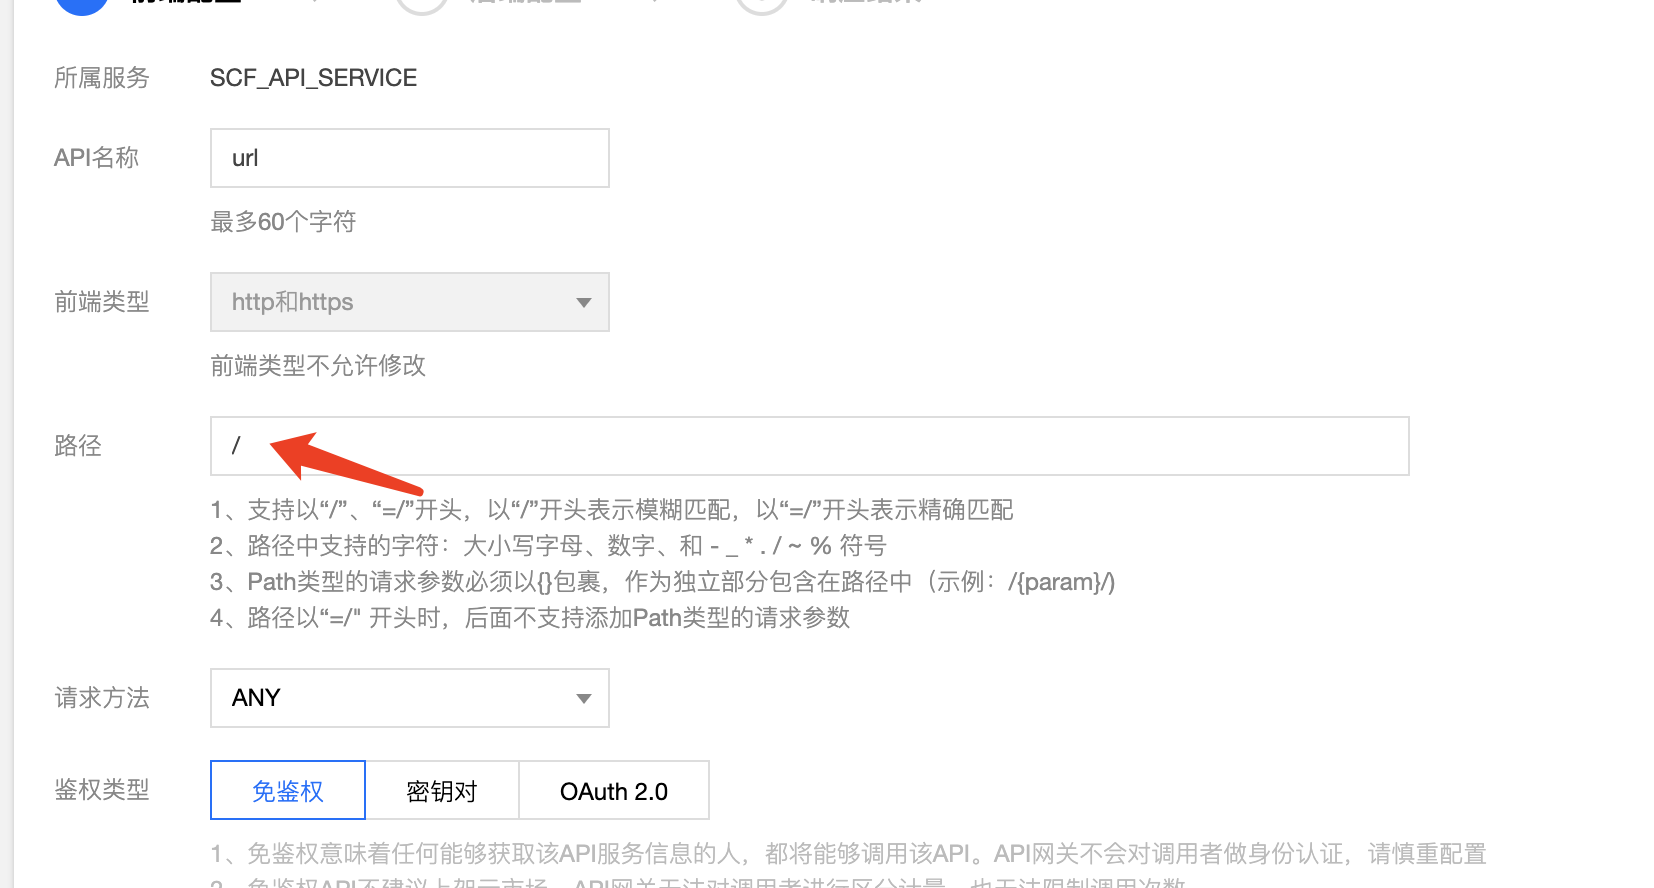 所属服务 SCF_API_SERVICE
API名称 url
最多60个字符
前端类型 http和https
前端类型不允许修改
路径 /
1、支持以“/”、“=/”开头，以“/”开头表示模糊匹配，以“=/”开头表示精确匹配
2、路径中支持的字符：大小写字母、数字、和 - _ * . / ~ % 符号
3、Path类型的请求参数必须以{}包裹，作为独立部分包含在路径中（示例：/{param}/)
4、路径以“=/" 开头时，后面不支持添加Path类型的请求参数
请求方法 ANY
鉴权类型 免鉴权 密钥对 OAuth 2.0
1、免鉴权意味着任何能够获取该API服务信息的人，都将能够调用该API。API网关不会对调用者做身份认证，请慎重配置